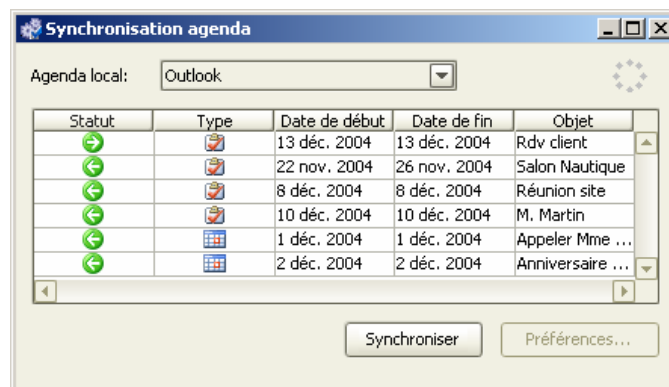 Synchronisation agenda
Agenda local: Outlook
Statut Type Date de début Date de fin Objet
13 déc. 2004 13 déc. 2004 Rdv client
22 nov. 2004 26 nov. 2004 Salon Nautique
8 déc. 2004 8 déc. 2004 Réunion site
10 déc. 2004 10 déc. 2004 M. Martin
1 déc. 2004 1 déc. 2004 Appeler Mme ...
2 déc. 2004 2 déc. 2004 Anniversaire ...
Synchroniser Préférences...